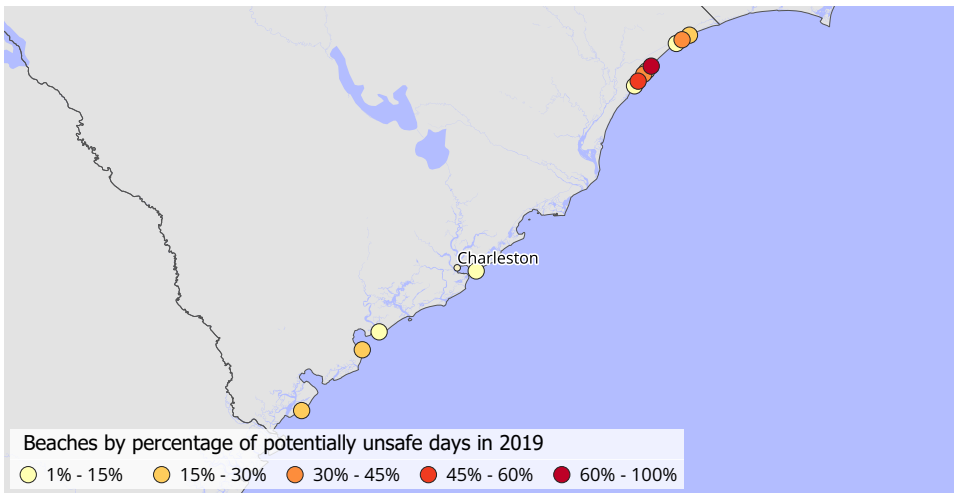 Charleston
Beaches by percentage of potentially unsafe days in 2019
1% - 15% 15% - 30% 30% - 45% 45% - 60% 60% - 100%